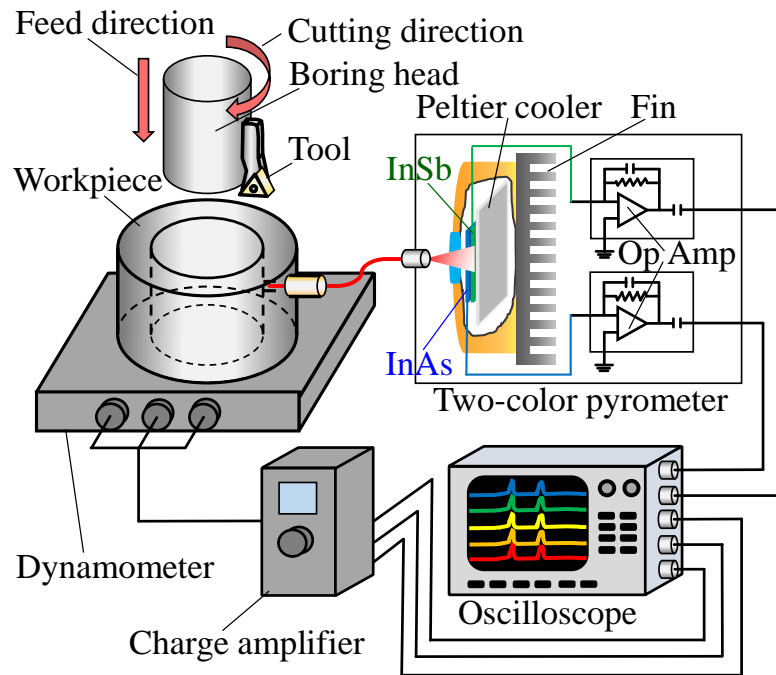 Feed direction
Cutting direction
Boring head
Tool
Workpiece
Peltier cooler
Fin
InSb
Op Amp
InAs
Two-color pyrometer
Dynamometer
Charge amplifier
Oscilloscope